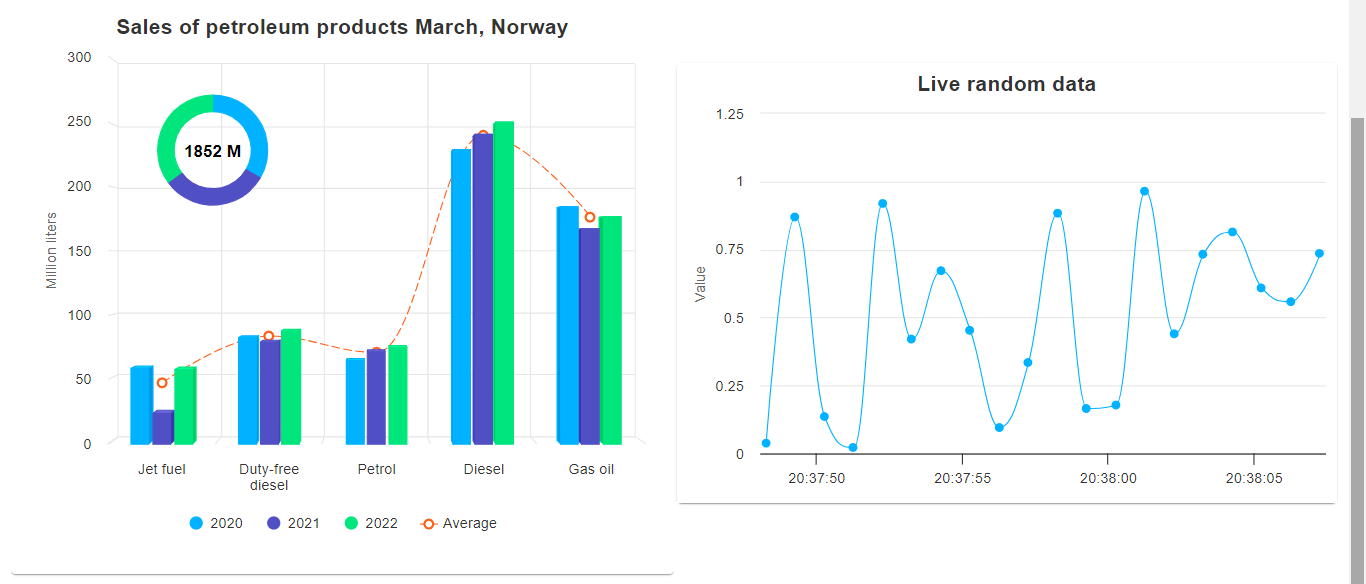 Sales of petroleum products March, Norway
300
250
200
150
100
50
0
Million liters
1852 M
Jet fuel
Duty-free
diesel
Petrol
Diesel
Gas oil
2020
2021
2022
Average
Live random data
1.25
1
0.75
0.5
0.25
0
Value
20:37:50
20:37:55
20:38:00
20:38:05